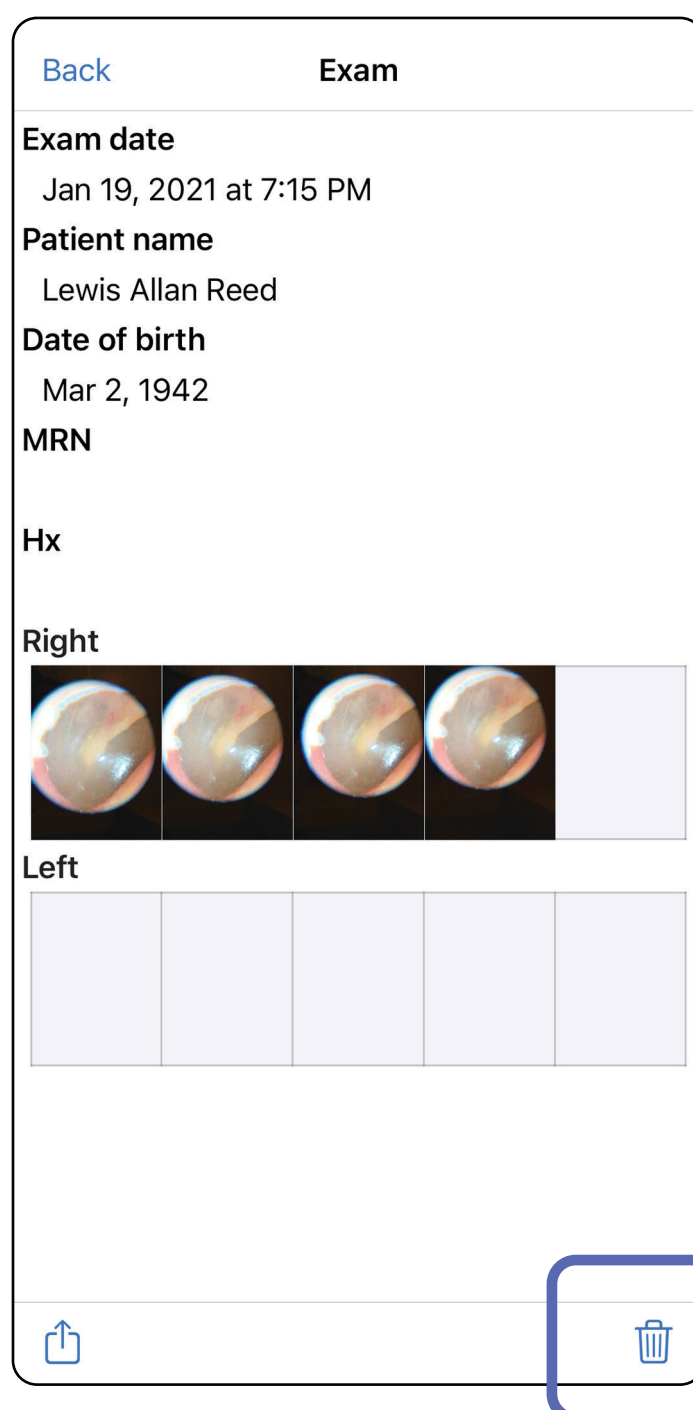 Back
Exam
Exam date
Jan 19, 2021 at 7:15 PM
Patient name
Lewis Allan Reed
Date of birth
Mar 2, 1942
MRN
Hx
Right
Left